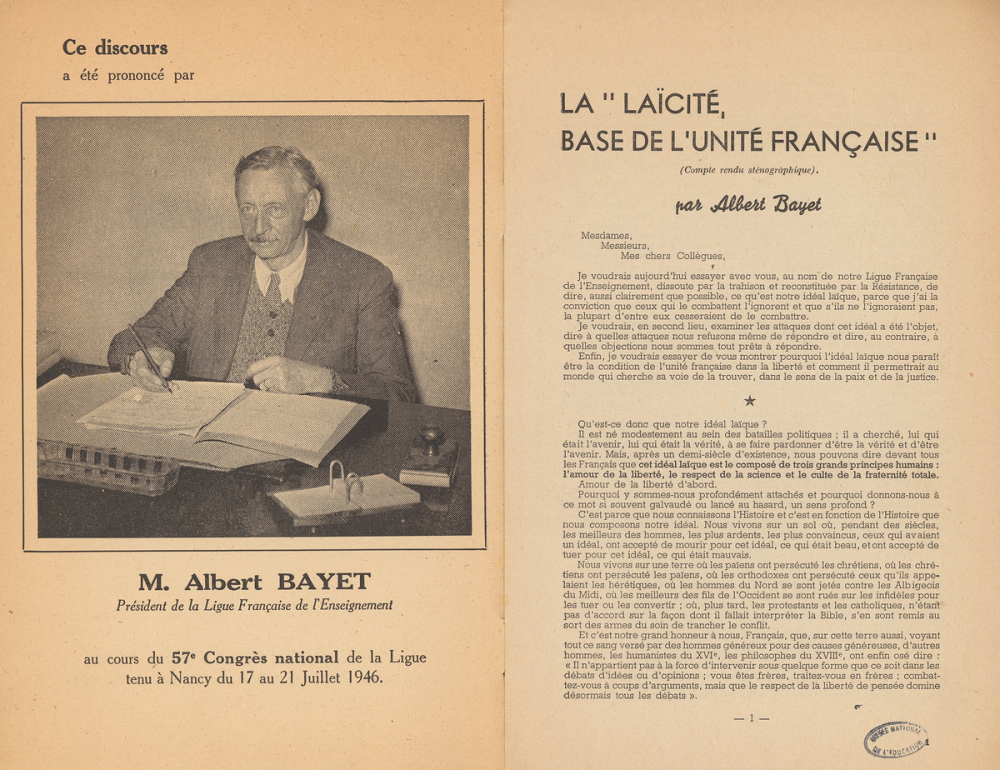 Ce discours
a été prononcé par
M. Albert BAYET
Président de la Ligue Française de l'Enseignement
au cours du 57e Congrès national de la Ligue
tenu à Nancy du 17 au 21 Juillet 1946.
LA " LAÏCITÉ,
BASE DE L'UNITÉ FRANÇAISE "
(Compte rendu sténographique).
par Albert Bayet
Mesdames,
Messieurs,
Mes chers Collègues,
Je voudrais aujourd'hui essayer avec vous, au nom de notre Ligue Française
de l'Enseignement, dissoute par la trahison et reconstituée par la Résistance, de
dire, aussi clairement que possible, ce qu'est notre idéal laïque, parce que j'ai la
conviction que ceux qui le combattent l'ignorent et que s'ils ne l'ignoraient pas,
la plupart d'entre eux cesseraient de le combattre.
Je voudrais, en second lieu, examiner les attaques dont cet idéal a été l'objet,
dire à quelles attaques nous refusons même de répondre et dire, au contraire, à
quelles objections nous sommes tout prêts à répondre.
Enfin, je voudrais essayer de vous montrer pourquoi l'idéal laïque nous paraît
être la condition de l'unité française dans la liberté et comment il permettrait au
monde qui cherche sa voie de la trouver, dans le sens de la paix et de la justice.
★
Qu'est-ce donc que notre idéal laïque ?
Il est né modestement au sein des batailles politiques ; il a cherché, lui qui
était l'avenir, lui qui était la vérité, à se faire pardonner d'être la vérité et d'être
l'avenir. Mais, après un demi-siècle d'existence, nous pouvons dire devant tous
les Français que cet idéal laïque est le composé de trois grands principes humains :
l'amour de la liberté, le respect de la science et le culte de la fraternité totale.
Amour de la liberté d'abord.
Pourquoi y sommes-nous profondément attachés et pourquoi donnons-nous à
ce mot si souvent galvaudé ou lancé au hasard, un sens profond ?
C'est parce que nous connaissons l'Histoire et c'est en fonction de l'Histoire que
nous composons notre idéal. Nous vivons sur un sol où, pendant des siècles,
les meilleurs des hommes, les plus ardents, les plus convaincus, ceux qui avaient
un idéal, ont accepté de mourir pour cet idéal, ce qui était beau, et ont accepté de
tuer pour cet idéal, ce qui était mauvais.
Nous vivons sur une terre où les païens ont persécuté les chrétiens, où les chré-
tiens ont persécuté les païens, où les orthodoxes ont persécuté ceux qu'ils appe-
laient les hérétiques, où les hommes du Nord se sont jetés contre les Albigeois
du Midi, où les meilleurs des fils de l'Occident se sont rués sur les infidèles pour
les tuer ou les convertir ; où, plus tard, les protestants et les catholiques, n'étant
pas d'accord sur la façon dont il fallait interpréter la Bible, s'en sont remis au
sort des armes du soin de trancher le conflit.
Et c'est notre grand honneur à nous, Français, que, sur cette terre aussi, voyant
tout ce sang versé par des hommes généreux pour des causes généreuses, d'autres
hommes, les humanistes du XVIe, les philosophes du XVIIIe, ont enfin osé dire :
« Il n'appartient pas à la force d'intervenir sous quelque forme que ce soit dans les
débats d'idées ou d'opinions ; vous êtes frères, traitez-vous en frères ; combat-
tez-vous à coups d'arguments, mais que le respect de la liberté de pensée domine
désormais tous les débats ».
— 1 —
MUSÉE NATIONAL
DE L'ÉDUCATION